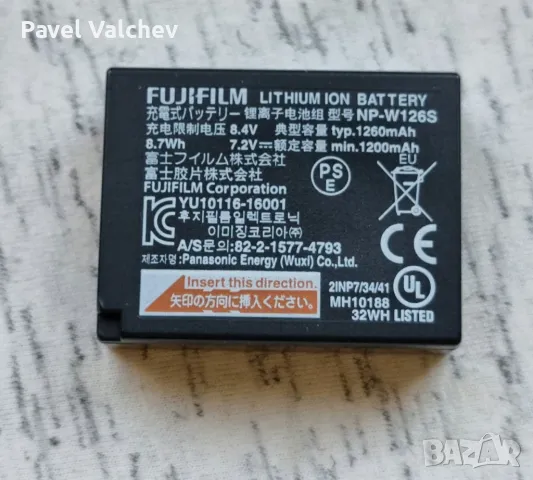 Pavel Valchev
FUJIFILM LITHIUM ION BATTERY
充電式バッテリー 锂离子电池组 型号 NP-W126S
充电限制电压 8.4V 典型容量 typ.1260mAh
8.7Wh 7.2V 额定容量 min.1200mAh
富士フイルム株式会社
富士胶片株式会社
FUJIFILM Corporation
YU10116-16001
후지필름일렉트로닉
이미징코리아㈜
A/S문의:82-2-1577-4793
제조자명:Panasonic Energy (Wuxi) Co.,Ltd.
PS
E
EU
CE
UL US
LISTED
Insert this direction.
矢印の方向に挿入。
2INP7/34/41
MH10188
32WH
BAZAR